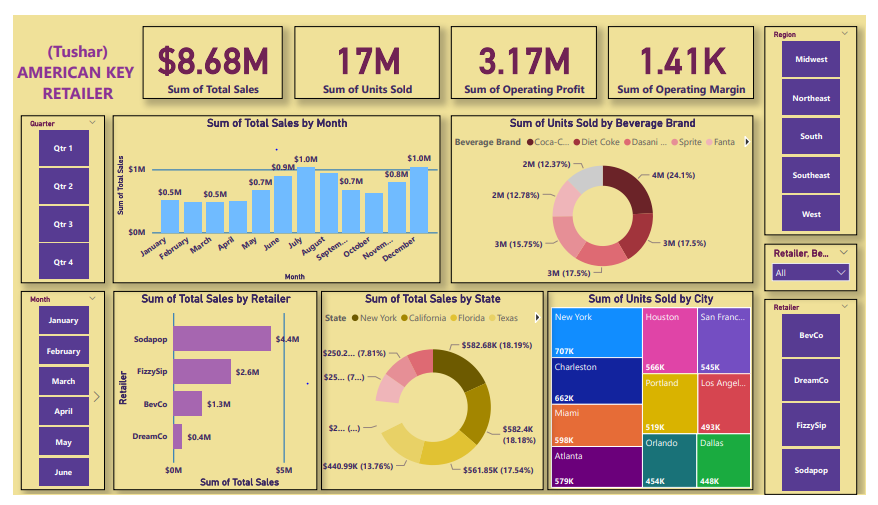 (Tushar)
AMERICAN KEY
RETAILER
$8.68M
Sum of Total Sales
17M
Sum of Units Sold
3.17M
Sum of Operating Profit
1.41K
Sum of Operating Margin
Region
Midwest
Northeast
South
Southeast
West
Quarter
Qtr 1
Qtr 2
Qtr 3
Qtr 4
Sum of Total Sales by Month
Sum of Total Sales
$1M
$0M
$0.5M
$0.5M
$0.7M
$0.9M
$1.0M
$0.7M
$0.8M
$1.0M
January
February
March
April
May
June
July
August
Septem...
October
Novem...
December
Month
Sum of Units Sold by Beverage Brand
Beverage Brand
Coca-C...
Diet Coke
Dasani ...
Sprite
Fanta
2M (12.37%)
4M (24.1%)
2M (12.78%)
3M (15.75%)
3M (17.5%)
3M (17.5%)
Retailer, Be...
All
Month
January
February
March
April
May
June
Sum of Total Sales by Retailer
Retailer
Sodapop
$4.4M
FizzySip
$2.6M
BevCo
$1.3M
DreamCo
$0.4M
$0M
$5M
Sum of Total Sales
Sum of Total Sales by State
State
New York
California
Florida
Texas
$250.2... (7.81%)
$582.68K (18.19%)
$25... (7...)
$2... (...)
$582.4K
(18.18%)
$440.99K (13.76%)
$561.85K (17.54%)
Sum of Units Sold by City
New York
707K
Charleston
662K
Miami
598K
Atlanta
579K
Houston
566K
San Franc...
545K
Portland
519K
Los Angel...
493K
Orlando
454K
Dallas
448K
Retailer
BevCo
DreamCo
FizzySip
Sodapop